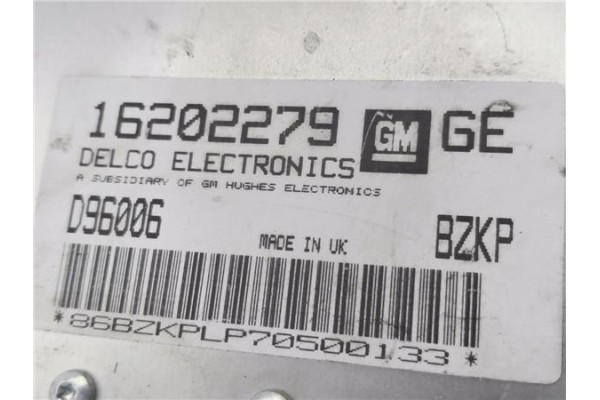 16202279 GM GE
DELCO ELECTRONICS
A SUBSIDIARY OF GM HUGHES ELECTRONICS
D96006 MADE IN UK BZKP
*86BZKPLP70500133*